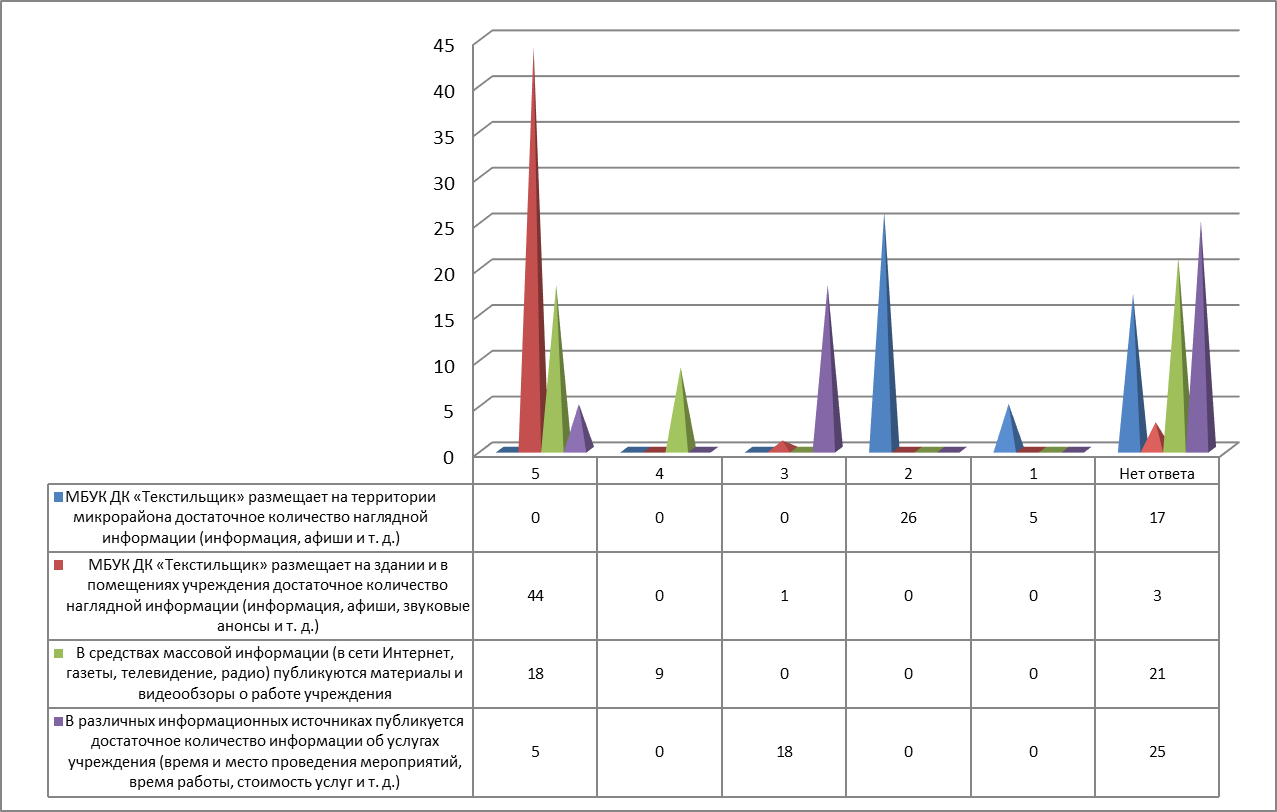 45
40
35
30
25
20
15
10
5
0
5 4 3 2 1 Нет ответа
МБУК ДК «Текстильщик» размещает на территории
микрорайона достаточное количество наглядной
информации (информация, афиши и т. д.)
0 0 0 26 5 17
МБУК ДК «Текстильщик» размещает на здании и в
помещениях учреждения достаточное количество
наглядной информации (информация, афиши, звуковые
анонсы и т. д.)
44 0 1 0 0 3
В средствах массовой информации (в сети Интернет,
газеты, телевидение, радио) публикуются материалы и
видеообзоры о работе учреждения
18 9 0 0 0 21
В различных информационных источниках публикуется
достаточное количество информации об услугах
учреждения (время и место проведения мероприятий,
время работы, стоимость услуг и т. д.)
5 0 18 0 0 25